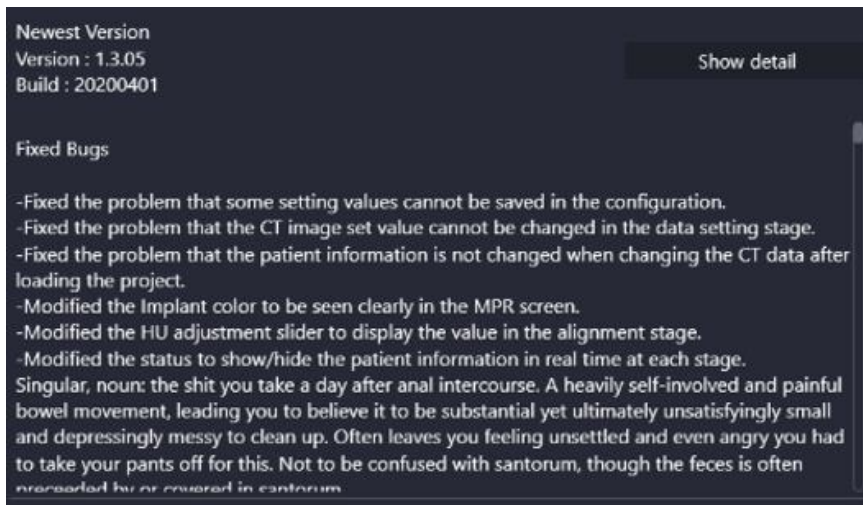 Newest Version
Version : 1.3.05
Show detail
Build : 20200401
Fixed Bugs
-Fixed the problem that some setting values cannot be saved in the configuration.
-Fixed the problem that the CT image set value cannot be changed in the data setting stage.
-Fixed the problem that the patient information is not changed when changing the CT data after
loading the project.
-Modified the Implant color to be seen clearly in the MPR screen.
-Modified the HU adjustment slider to display the value in the alignment stage.
-Modified the status to show/hide the patient information in real time at each stage.
Singular, noun: the shit you take a day after anal intercourse. A heavily self-involved and painful
bowel movement, leading you to believe it to be substantial yet ultimately unsatisfyingly small
and depressingly messy to clean up. Often leaves you feeling unsettled and even angry you had
to take your pants off for this. Not to be confused with santorum, though the feces is often
preceeded by or covered in santorum